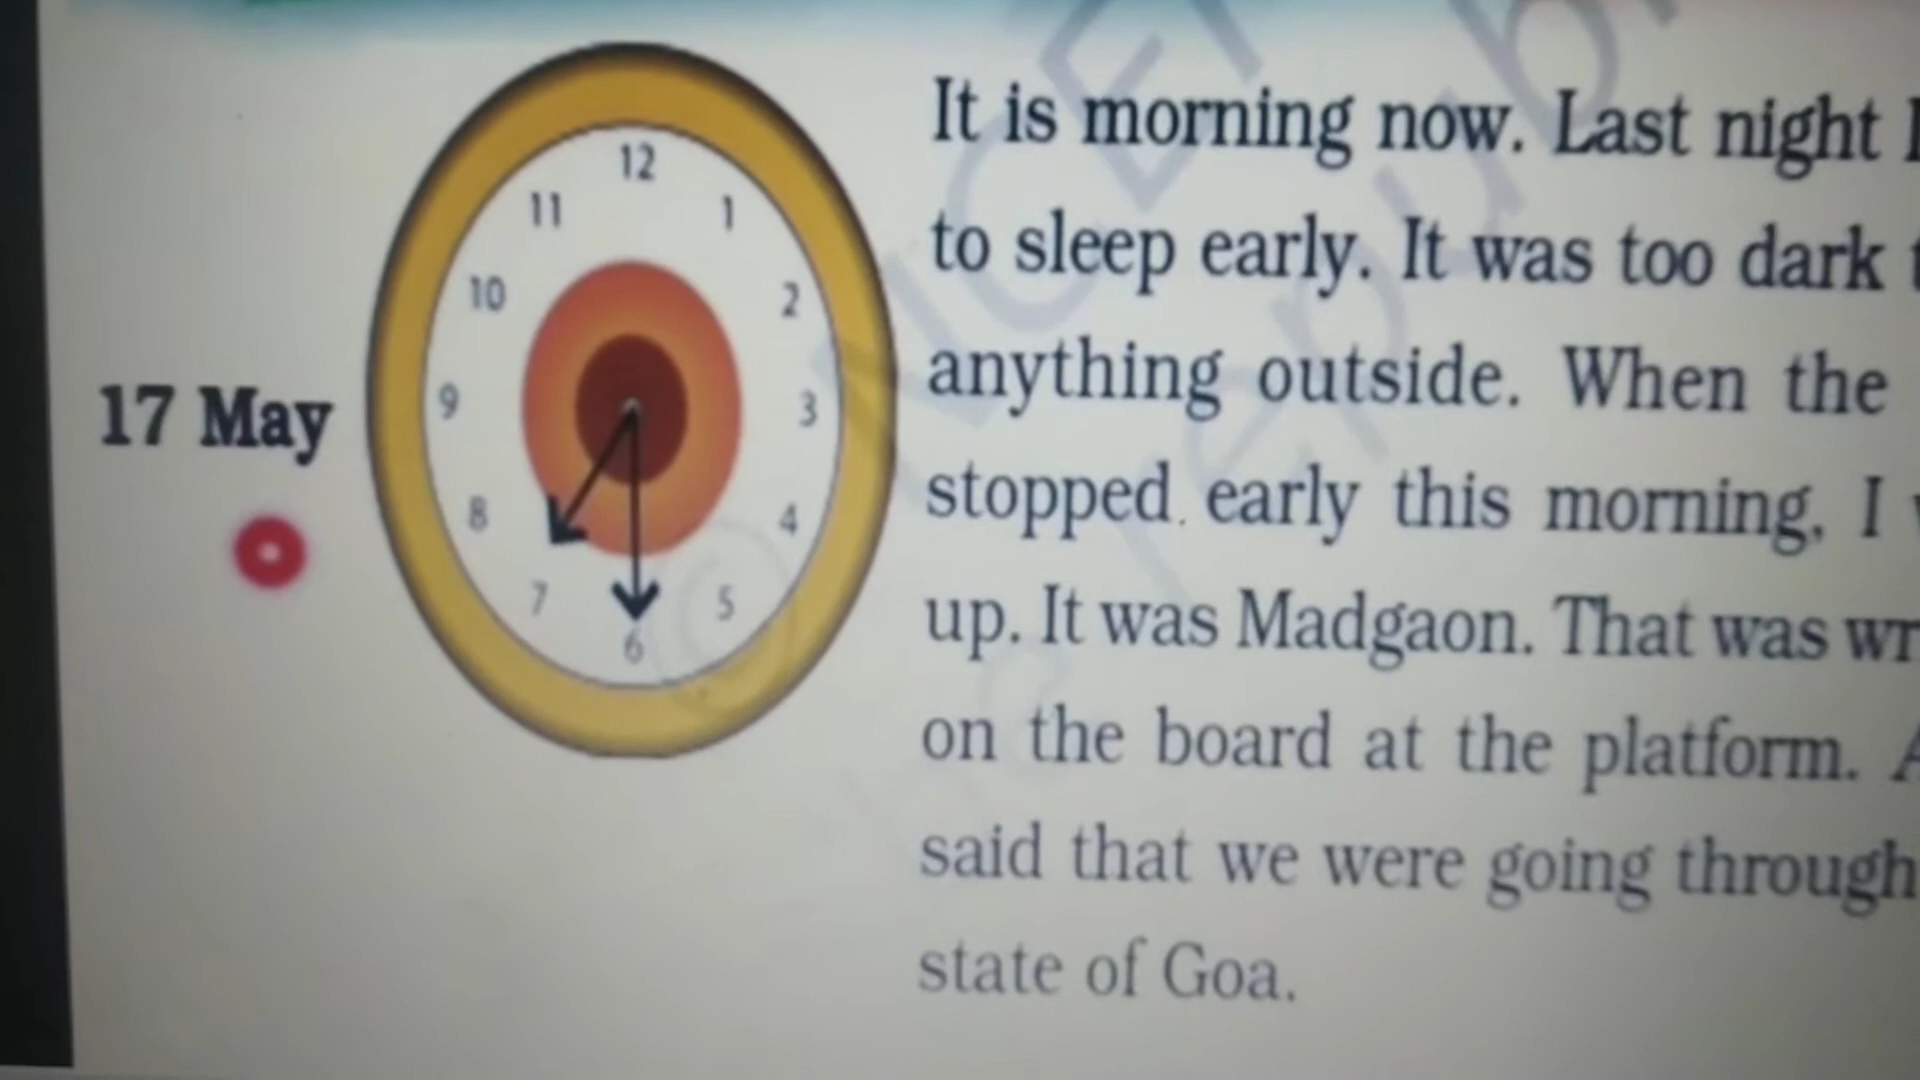 12
11
1
10
2
9
3
8
4
7
5
6
17 May
It is morning now. Last night
to sleep early. It was too dark
anything outside. When the
stopped early this morning, I
up. It was Madgaon. That was
on the board at the platform.
said that we were going through
state of Goa.